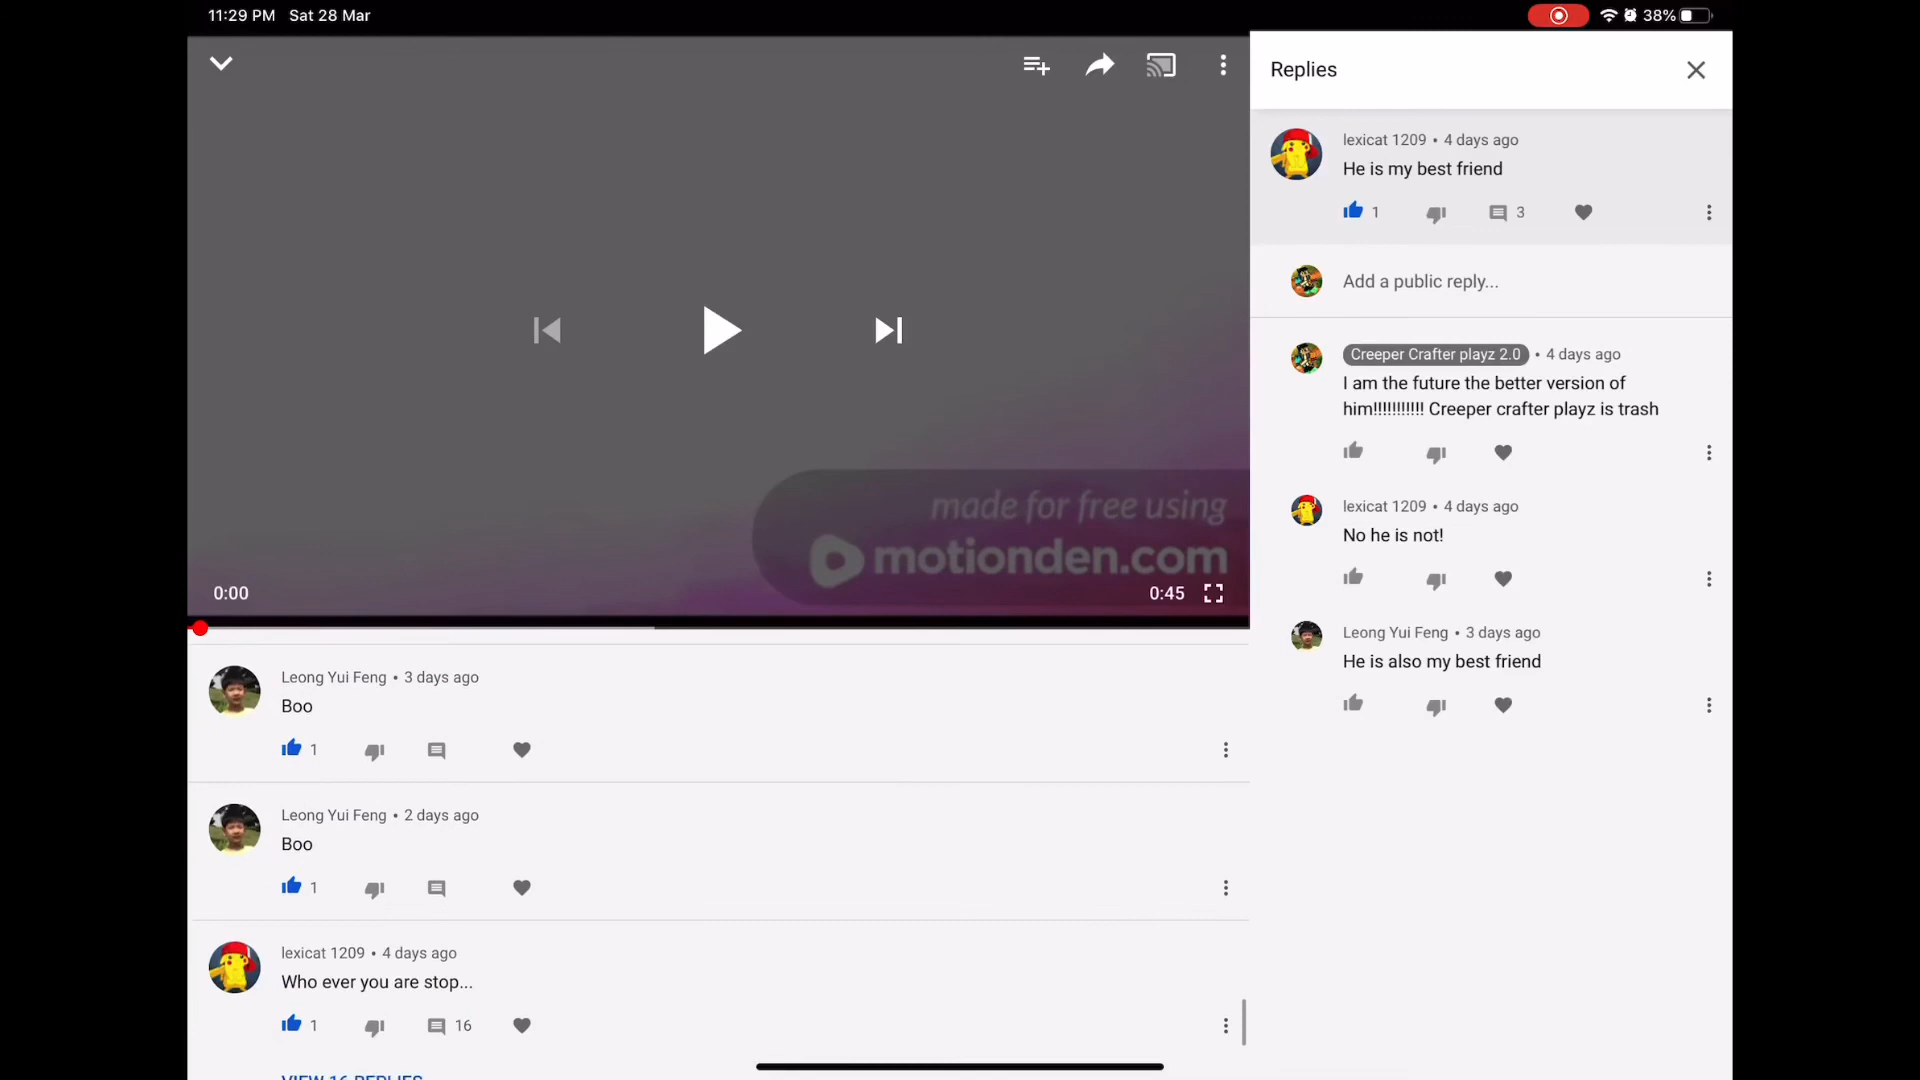 11:29 PM Sat 28 Mar
38%
made for free using
motionden.com
0:00
0:45
Leong Yui Feng • 3 days ago
Boo
1
Leong Yui Feng • 2 days ago
Boo
1
lexicat 1209 • 4 days ago
Who ever you are stop...
1 16
VIEW 16 REPLIES
Replies
lexicat 1209 • 4 days ago
He is my best friend
1 3
Add a public reply...
Creeper Crafter playz 2.0 • 4 days ago
I am the future the better version of
him!!!!!!!!!!! Creeper crafter playz is trash
lexicat 1209 • 4 days ago
No he is not!
Leong Yui Feng • 3 days ago
He is also my best friend